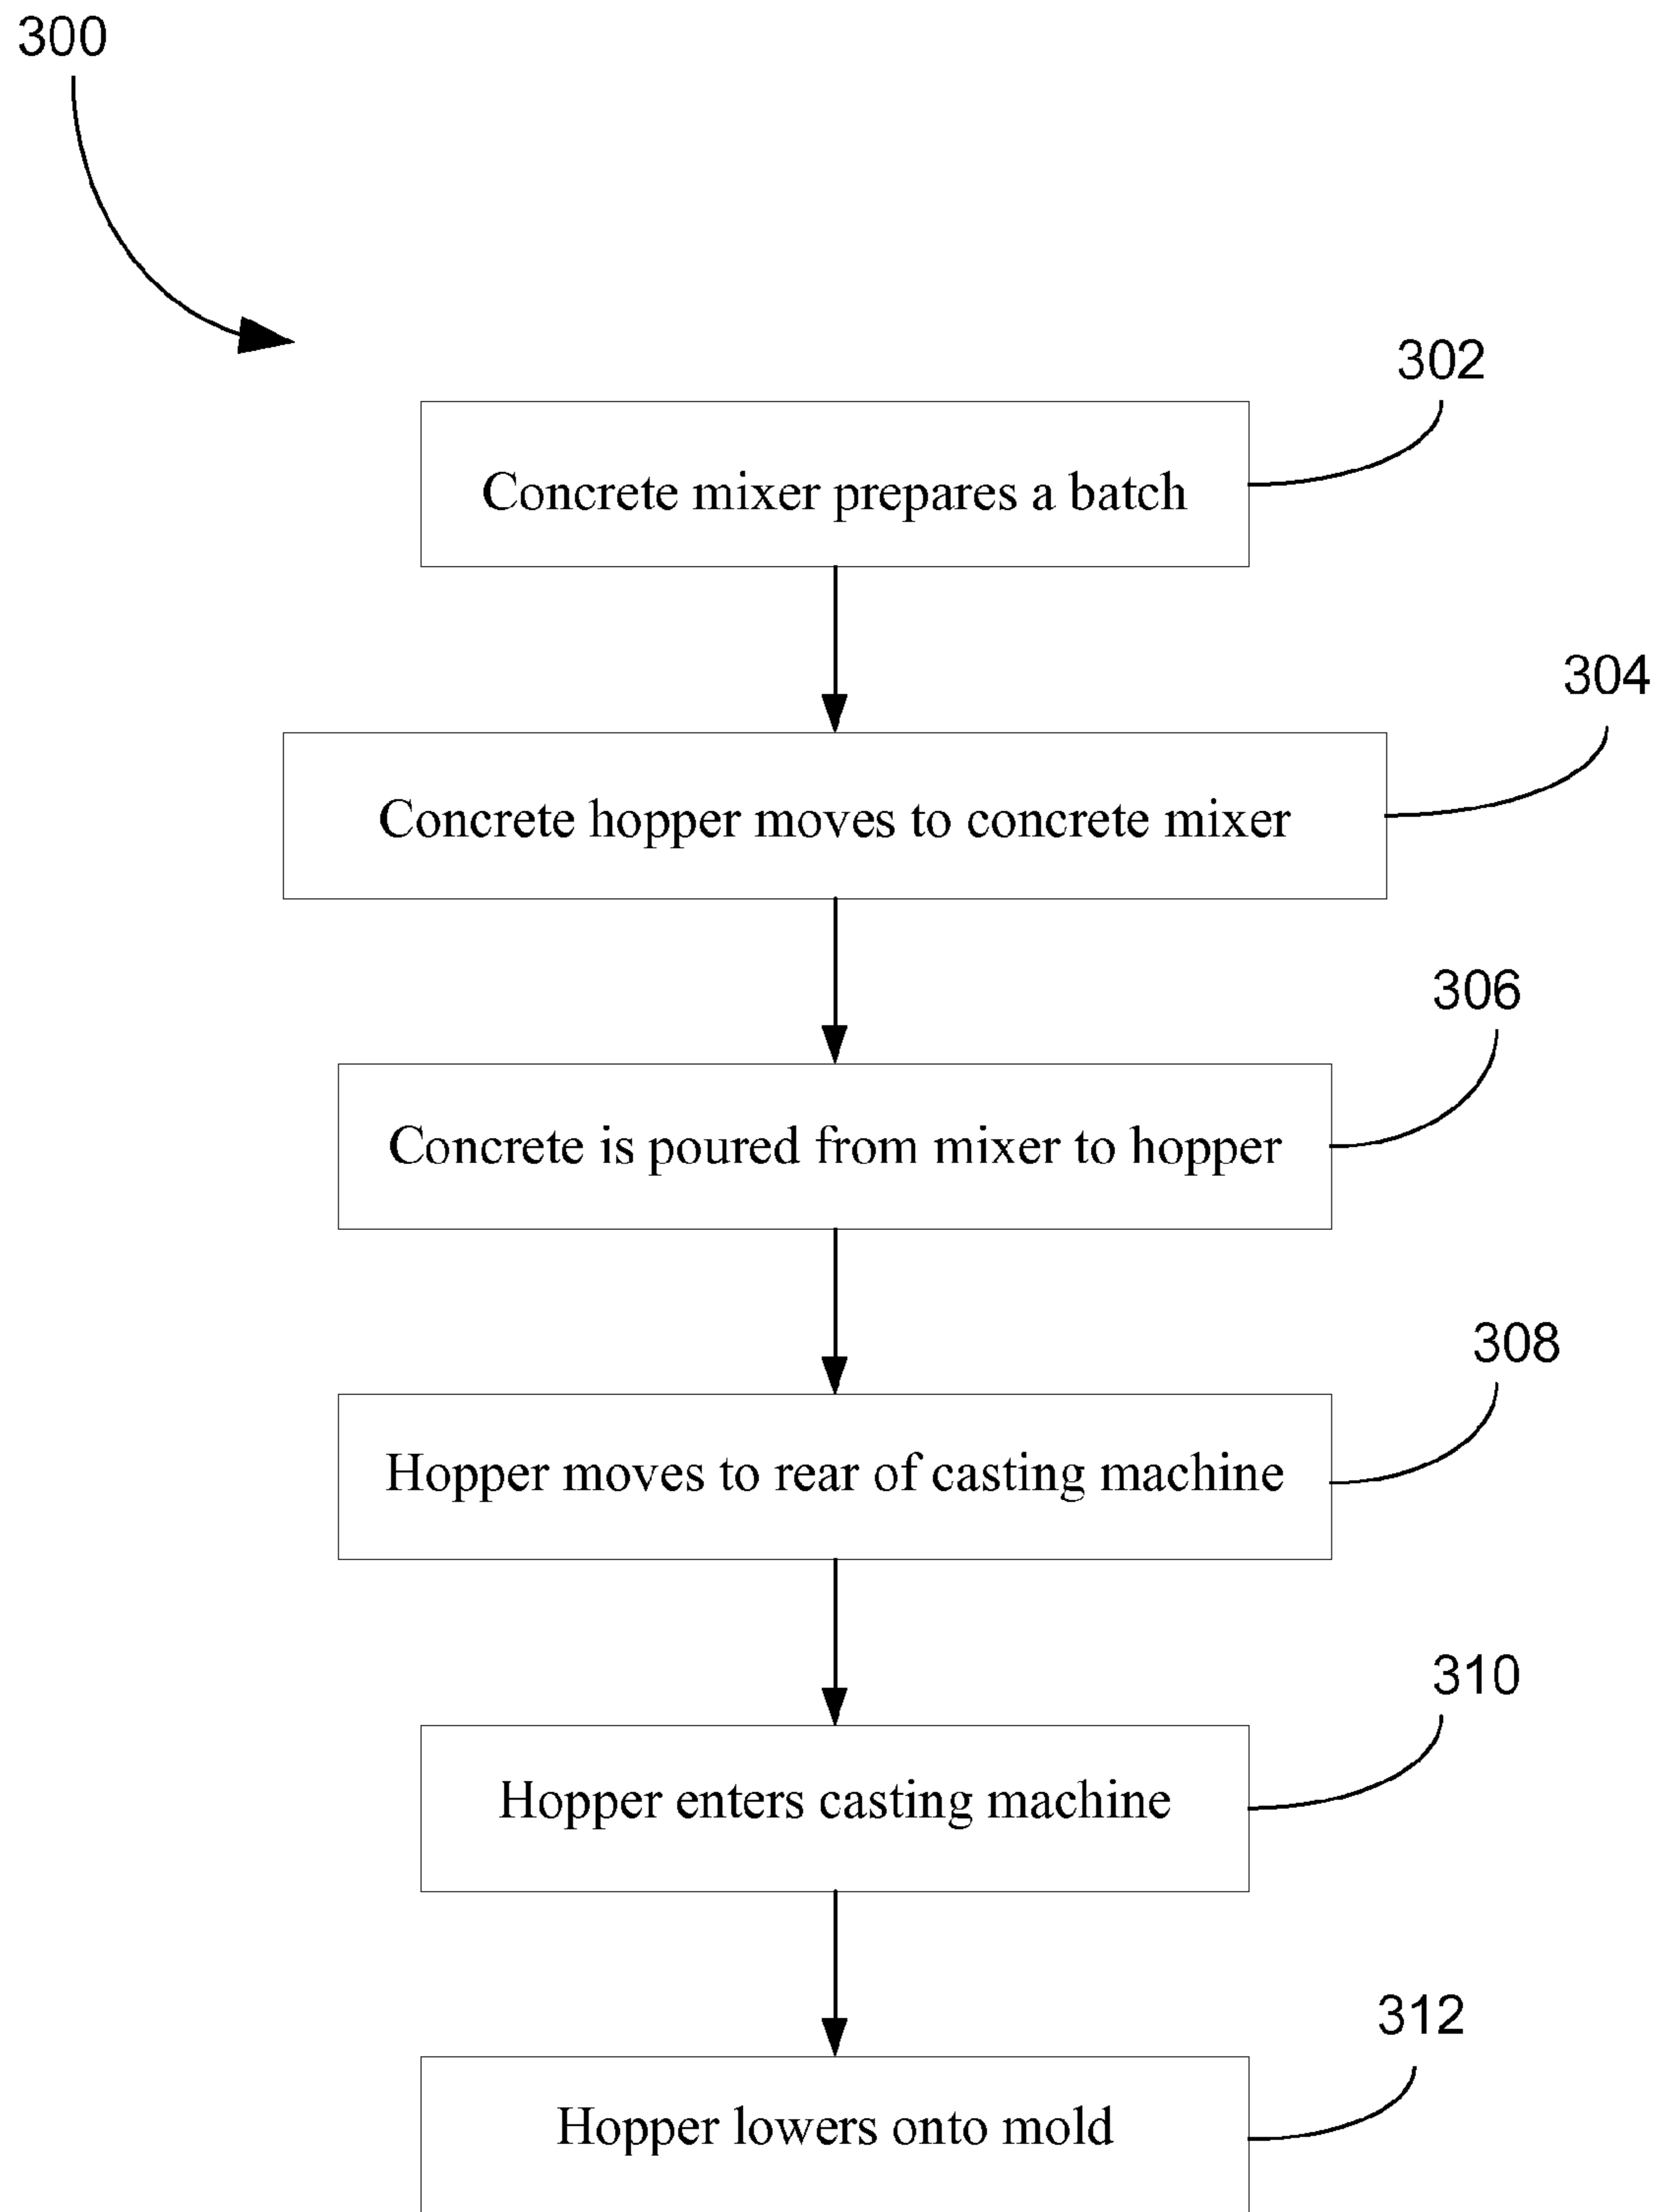 300
302
Concrete mixer prepares a batch
304
Concrete hopper moves to concrete mixer
306
Concrete is poured from mixer to hopper
308
Hopper moves to rear of casting machine
310
Hopper enters casting machine
312
Hopper lowers onto mold